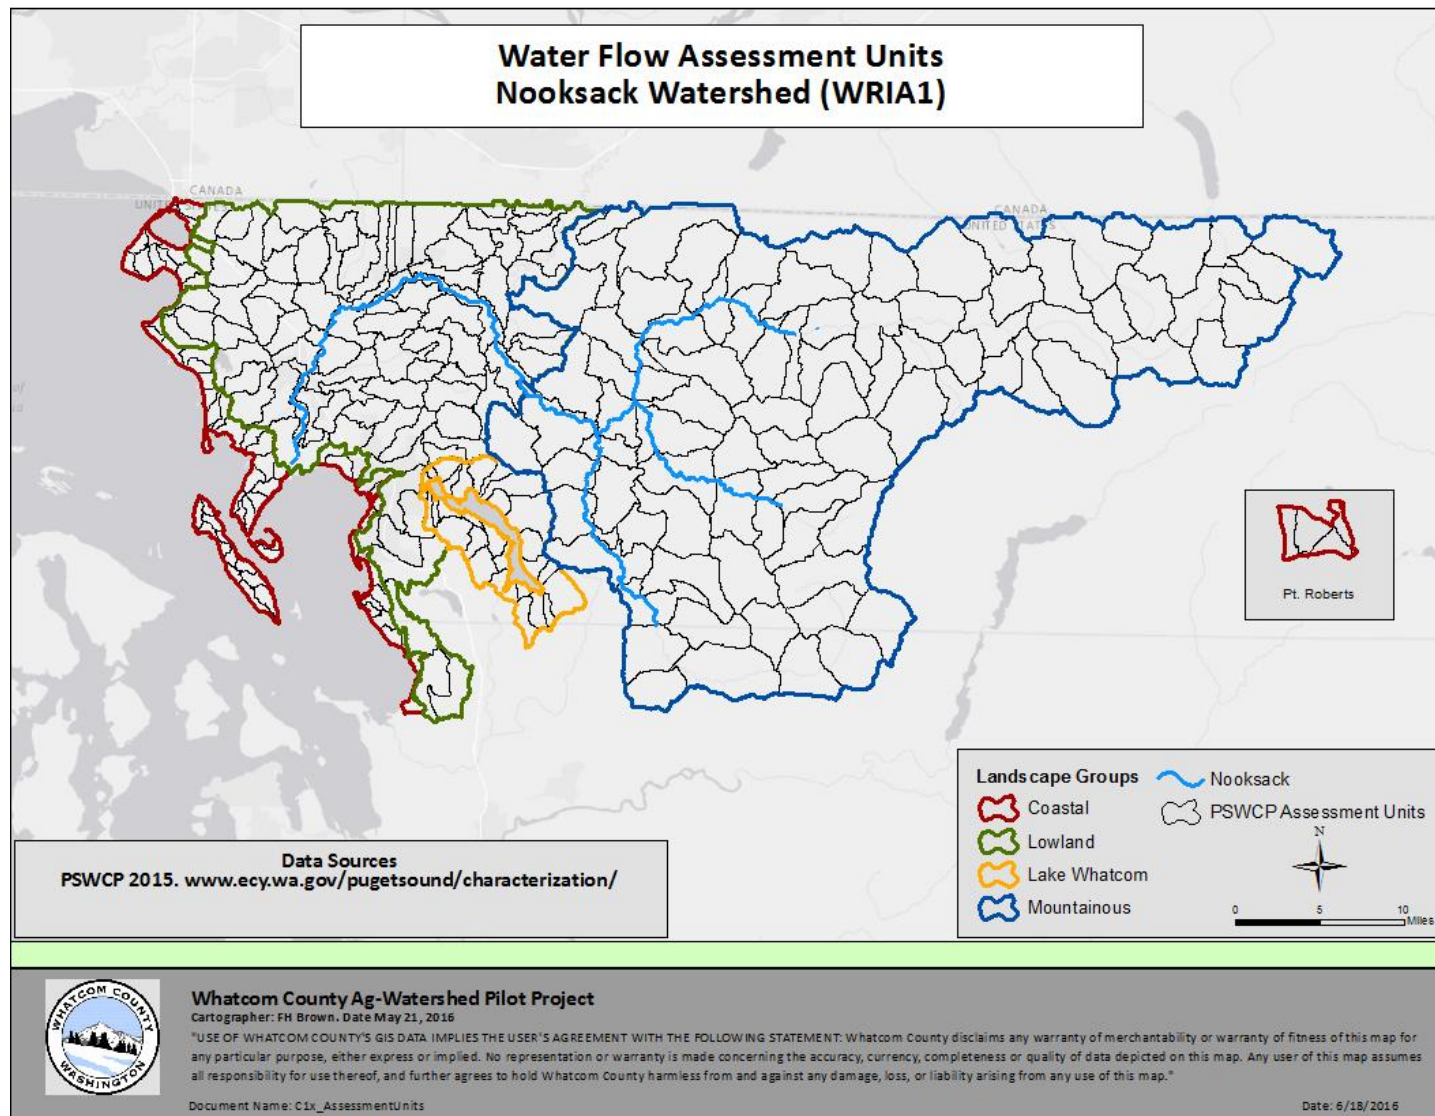 Water Flow Assessment Units
Nooksack Watershed (WRIA1)
CANADA
UNITED STATES
CANADA
UNITED STATES
Pt. Roberts
Landscape Groups
Coastal
Lowland
Lake Whatcom
Mountainous
Nooksack
PSWCP Assessment Units
N
0 5 10
Miles
Data Sources
PSWCP 2015. www.ecy.wa.gov/pugetsound/characterization/
WHATCOM COUNTY
WASHINGTON
Whatcom County Ag-Watershed Pilot Project
Cartographer: FH Brown. Date May 21, 2016
"USE OF WHATCOM COUNTY'S GIS DATA IMPLIES THE USER'S AGREEMENT WITH THE FOLLOWING STATEMENT: Whatcom County disclaims any warranty of merchantability or warranty of fitness of this map for
any particular purpose, either express or implied. No representation or warranty is made concerning the accuracy, currency, completeness or quality of data depicted on this map. Any user of this map assumes
all responsibility for use thereof, and further agrees to hold Whatcom County harmless from and against any damage, loss, or liability arising from any use of this map."
Document Name: C1x_AssessmentUnits
Date: 6/18/2016